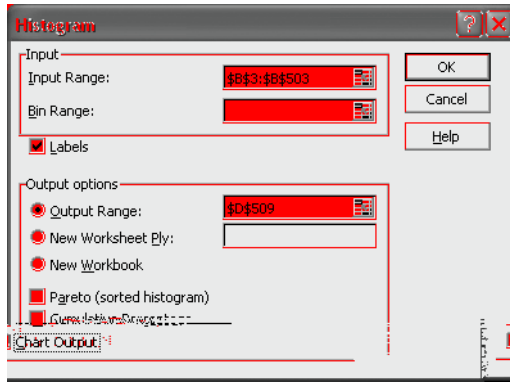 Histogram
Input
Input Range: $B$3:$B$503
Bin Range:
Labels
Output options
Output Range: $D$509
New Worksheet Ply:
New Workbook
Pareto (sorted histogram)
Chart Output
OK
Cancel
Help